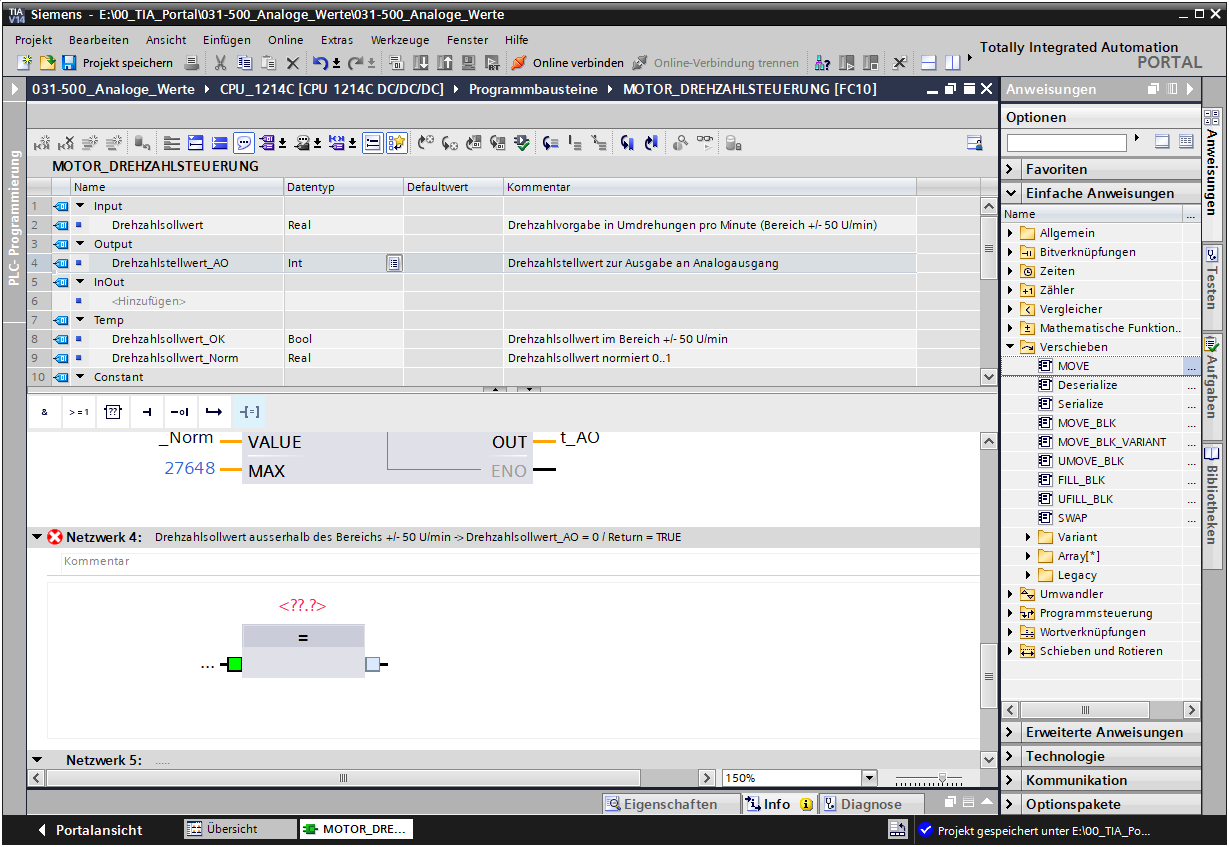 TIA V14 Siemens - E:\00_TIA_Portal\031-500_Analoge_Werte\031-500_Analoge_Werte
Projekt Bearbeiten Ansicht Einfügen Online Extras Werkzeuge Fenster Hilfe
Totally Integrated Automation
PORTAL
Projekt speichern Online verbinden Online-Verbindung trennen
031-500_Analoge_Werte CPU_1214C [CPU 1214C DC/DC/DC] Programmbausteine MOTOR_DREHZAHLSTEUERUNG [FC10]
PLC-Programmierung
MOTOR_DREHZAHLSTEUERUNG
Name Datentyp Defaultwert Kommentar
1 Input
2 Drehzahlsollwert Real Drehzahlvorgabe in Umdrehungen pro Minute (Bereich +/- 50 U/min)
3 Output
4 Drehzahlstellwert_AO Int Drehzahlstellwert zur Ausgabe an Analogausgang
5 InOut
6 <Hinzufügen>
7 Temp
8 Drehzahlsollwert_OK Bool Drehzahlsollwert im Bereich +/- 50 U/min
9 Drehzahlsollwert_Norm Real Drehzahlsollwert normiert 0..1
10 Constant
& >=1 ?? -o|
_Norm VALUE OUT t_AO
27648 MAX ENO
Netzwerk 4: Drehzahlsollwert ausserhalb des Bereichs +/- 50 U/min -> Drehzahlsollwert_AO = 0 / Return = TRUE
Kommentar
<??.?>
=
...
Netzwerk 5: .....
150%
Eigenschaften Info Diagnose
Anweisungen
Optionen
Favoriten
Einfache Anweisungen
Name ...
Allgemein
Bitverknüpfungen
Zeiten
Zähler
Vergleicher
Mathematische Funktion..
Verschieben
MOVE ...
Deserialize ...
Serialize ...
MOVE_BLK ...
MOVE_BLK_VARIANT ...
UMOVE_BLK ...
FILL_BLK ...
UFILL_BLK ...
SWAP ...
Variant
Array[*]
Legacy
Umwandler
Programmsteuerung
Wortverknüpfungen
Schieben und Rotieren
Erweiterte Anweisungen
Technologie
Kommunikation
Optionspakete
Anweisungen
Testen
Aufgaben
Bibliotheken
Portalansicht Übersicht MOTOR_DRE... Projekt gespeichert unter E:\00_TIA_Po...